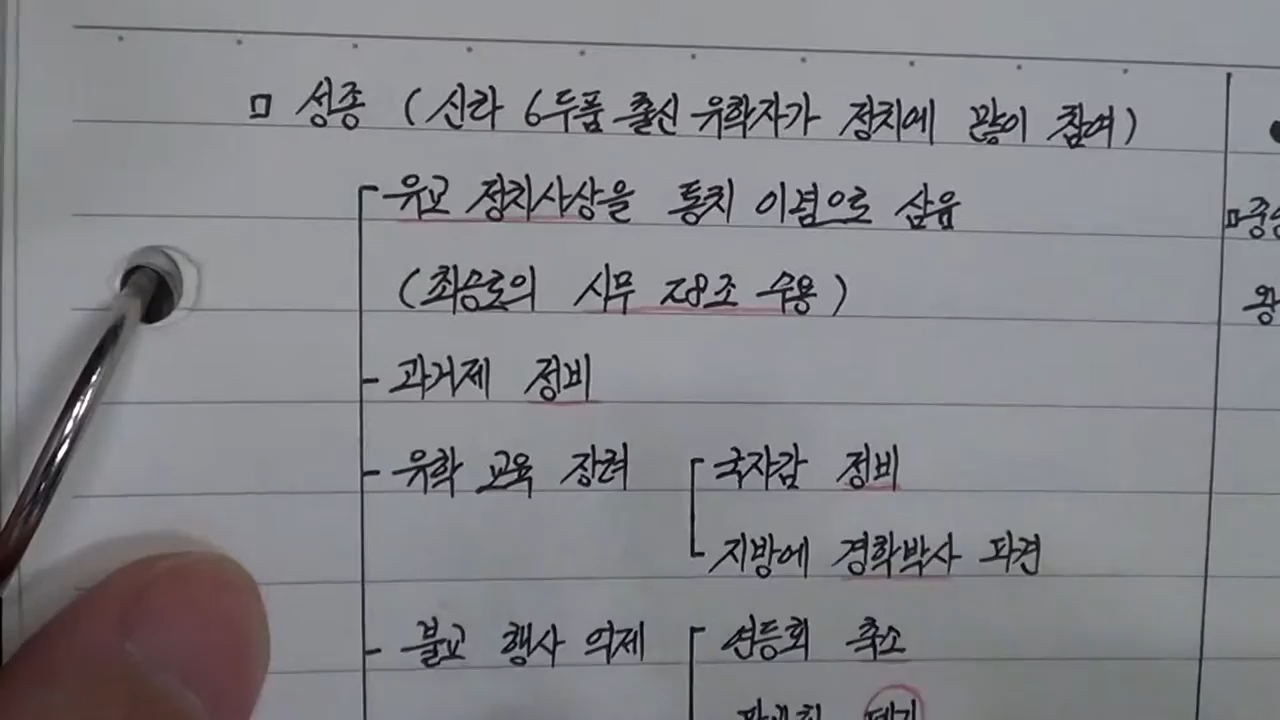 □ 성종 (신라 6두품 출신 유학자가 정치에 많이 참여)
유교 정치사상을 통치 이념으로 삼음
(최승로의 시무 28조 수용)
- 과거제 정비
- 유학 교육 장려 국자감 정비
지방에 경학박사 파견
- 불교 행사 억제 연등회 축소